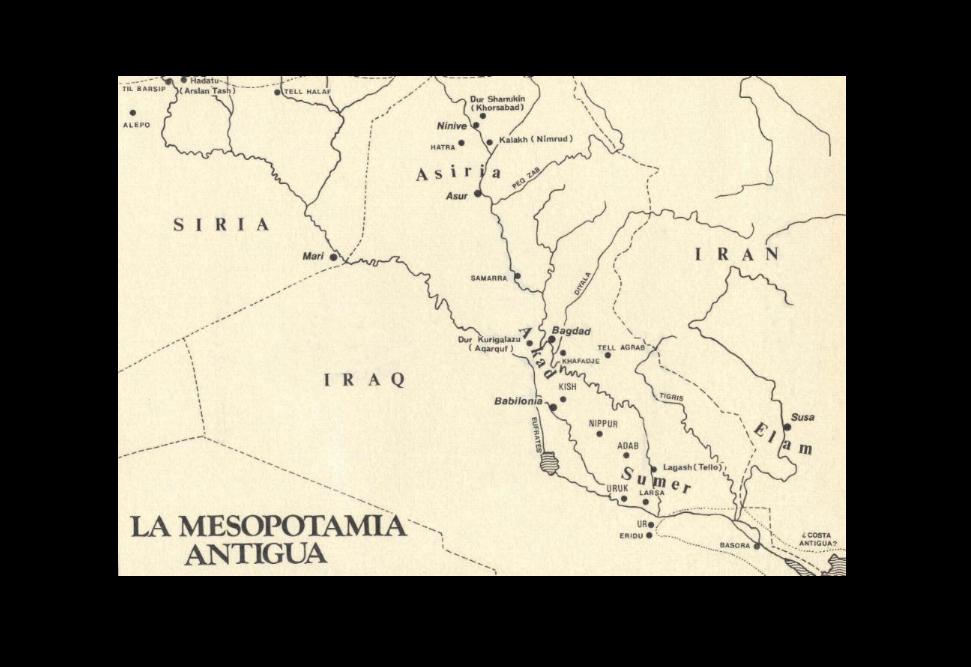 Hadatu
TIL BARSIP
(Arslan Tash)
TELL HALAF
ALEPO
Dur Sharrukin
(Khorsabad)
Ninive
HATRA
Kalakh (Nimrud)
Asiria
PEQ. ZAB
Asur
SIRIA
Mari
IRAN
SAMARRA
DIYALA
Bagdad
Dur Kurigalazu
(Aqarquf)
Akkad
KHAFADJE
TELL AGRAB
IRAQ
KISH
TIGRIS
Babilonia
EUFRATES
NIPPUR
Susa
Elam
ADAB
Lagash (Tello)
Sumer
URUK
LARSA
UR
ERIDU
BASORA
¿COSTA
ANTIGUA?
LA MESOPOTAMIA
ANTIGUA